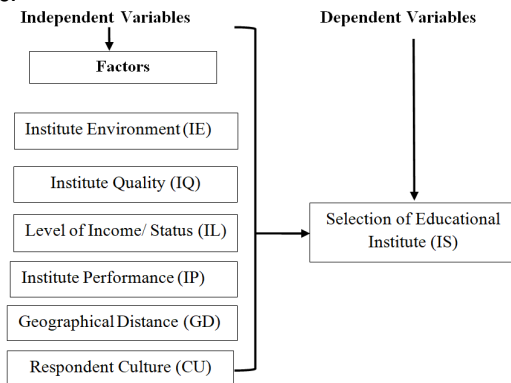 Independent Variables
Dependent Variables
Factors
Institute Environment (IE)
Institute Quality (IQ)
Level of Income/ Status (IL)
Institute Performance (IP)
Geographical Distance (GD)
Respondent Culture (CU)
Selection of Educational
Institute (IS)